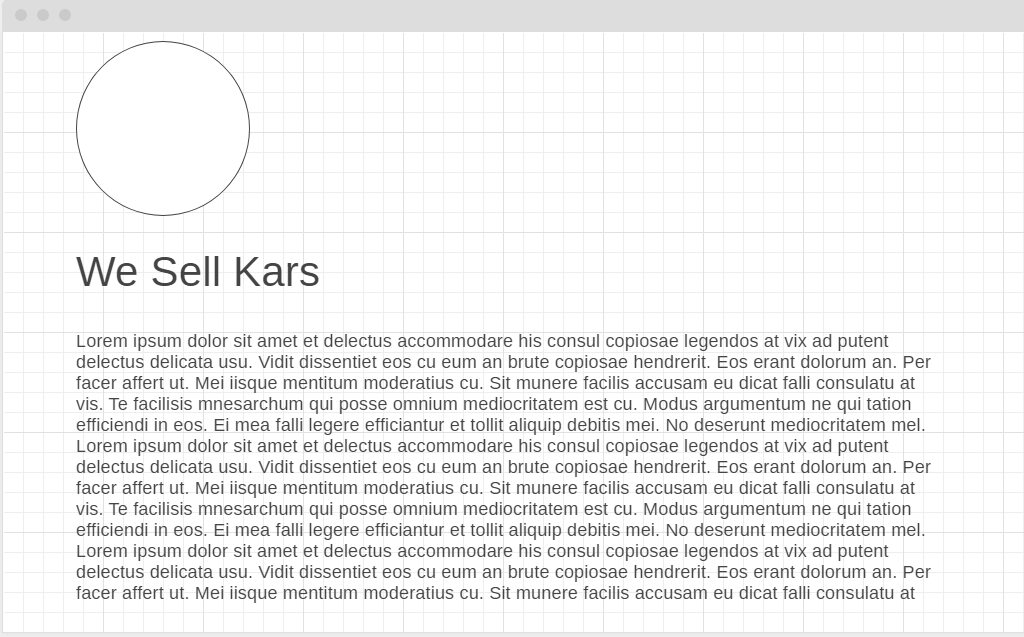 We Sell Kars
Lorem ipsum dolor sit amet et delectus accommodare his consul copiosae legendos at vix ad putent
delectus delicata usu. Vidit dissentiet eos cu eum an brute copiosae hendrerit. Eos erant dolorum an. Per
facer affert ut. Mei iisque mentitum moderatius cu. Sit munere facilis accusam eu dicat falli consulatu at
vis. Te facilisis mnesarchum qui posse omnium mediocritatem est cu. Modus argumentum ne qui tation
efficiendi in eos. Ei mea falli legere efficiantur et tollit aliquip debitis mei. No deserunt mediocritatem mel.
Lorem ipsum dolor sit amet et delectus accommodare his consul copiosae legendos at vix ad putent
delectus delicata usu. Vidit dissentiet eos cu eum an brute copiosae hendrerit. Eos erant dolorum an. Per
facer affert ut. Mei iisque mentitum moderatius cu. Sit munere facilis accusam eu dicat falli consulatu at
vis. Te facilisis mnesarchum qui posse omnium mediocritatem est cu. Modus argumentum ne qui tation
efficiendi in eos. Ei mea falli legere efficiantur et tollit aliquip debitis mei. No deserunt mediocritatem mel.
Lorem ipsum dolor sit amet et delectus accommodare his consul copiosae legendos at vix ad putent
delectus delicata usu. Vidit dissentiet eos cu eum an brute copiosae hendrerit. Eos erant dolorum an. Per
facer affert ut. Mei iisque mentitum moderatius cu. Sit munere facilis accusam eu dicat falli consulatu at